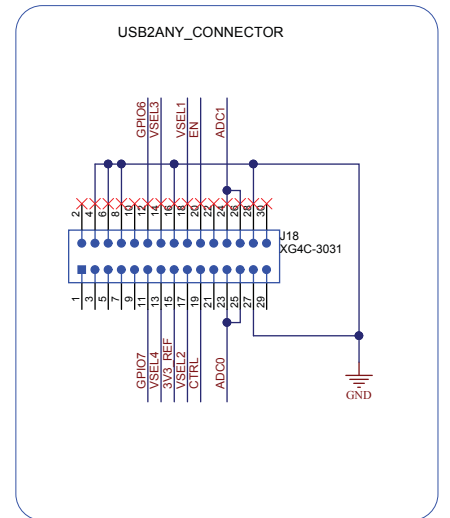 USB2ANY_CONNECTOR
GPIO6
VSEL3
VSEL1
EN
ADC1
2
4
6
8
10
12
14
16
18
20
22
24
26
28
30
J18
XG4C-3031
1
3
5
7
9
11
13
15
17
19
21
23
25
27
29
GPIO7
VSEL4
3V3_REF
VSEL2
CTRL
ADC0
GND